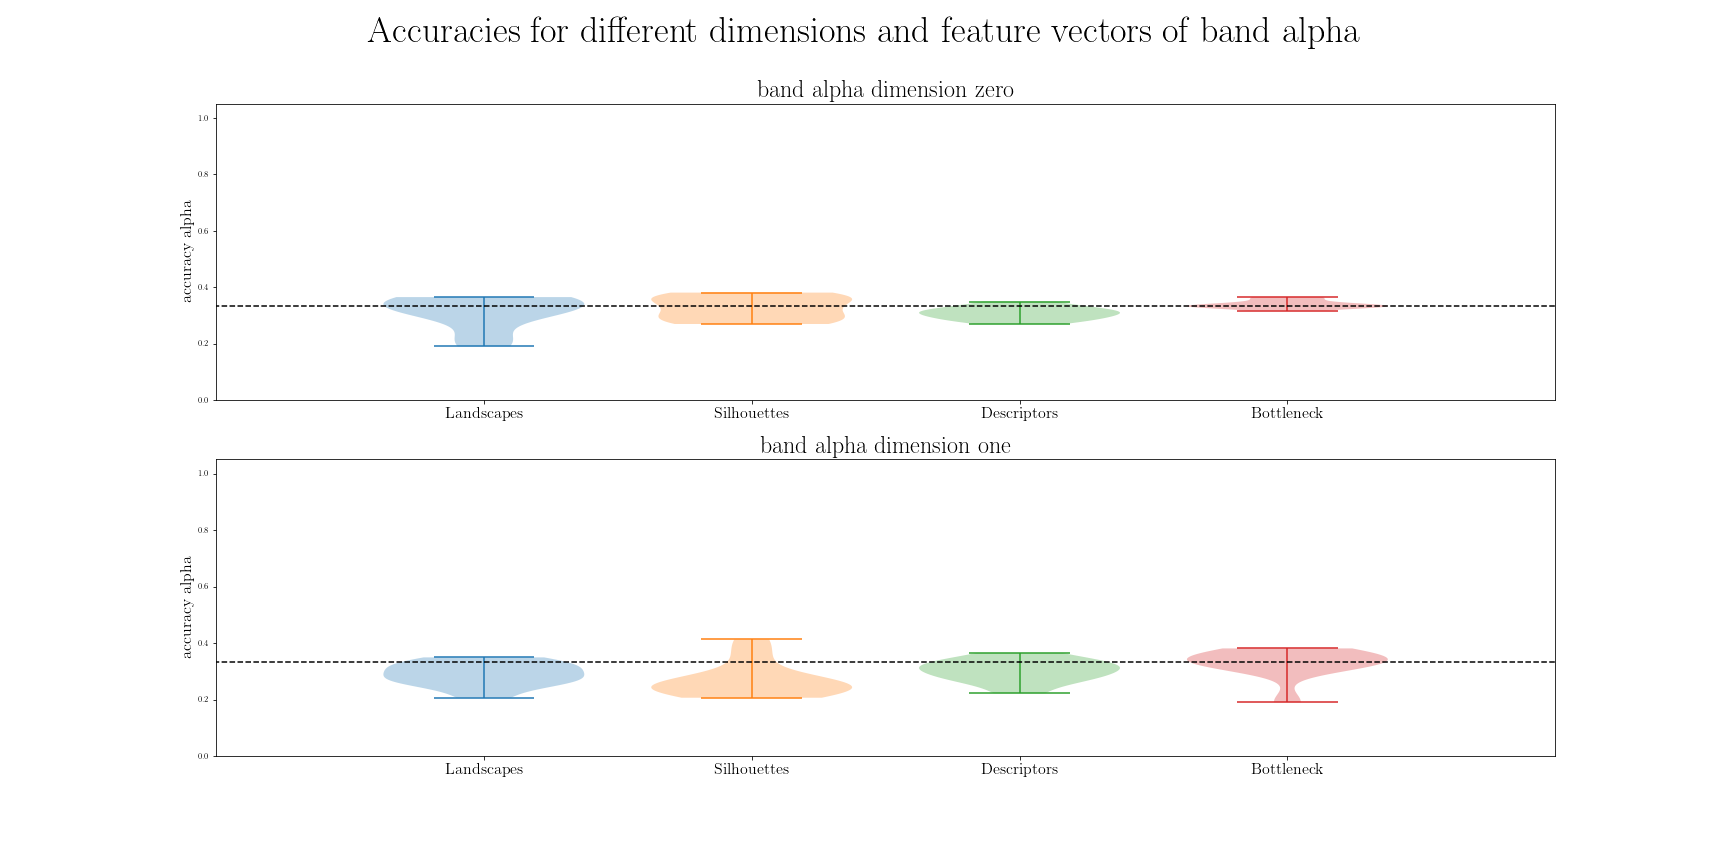 Accuracies for different dimensions and feature vectors of band alpha
band alpha dimension zero
accuracy alpha
1.0
0.8
0.6
0.4
0.2
0.0
Landscapes Silhouettes Descriptors Bottleneck
band alpha dimension one
accuracy alpha
1.0
0.8
0.6
0.4
0.2
0.0
Landscapes Silhouettes Descriptors Bottleneck